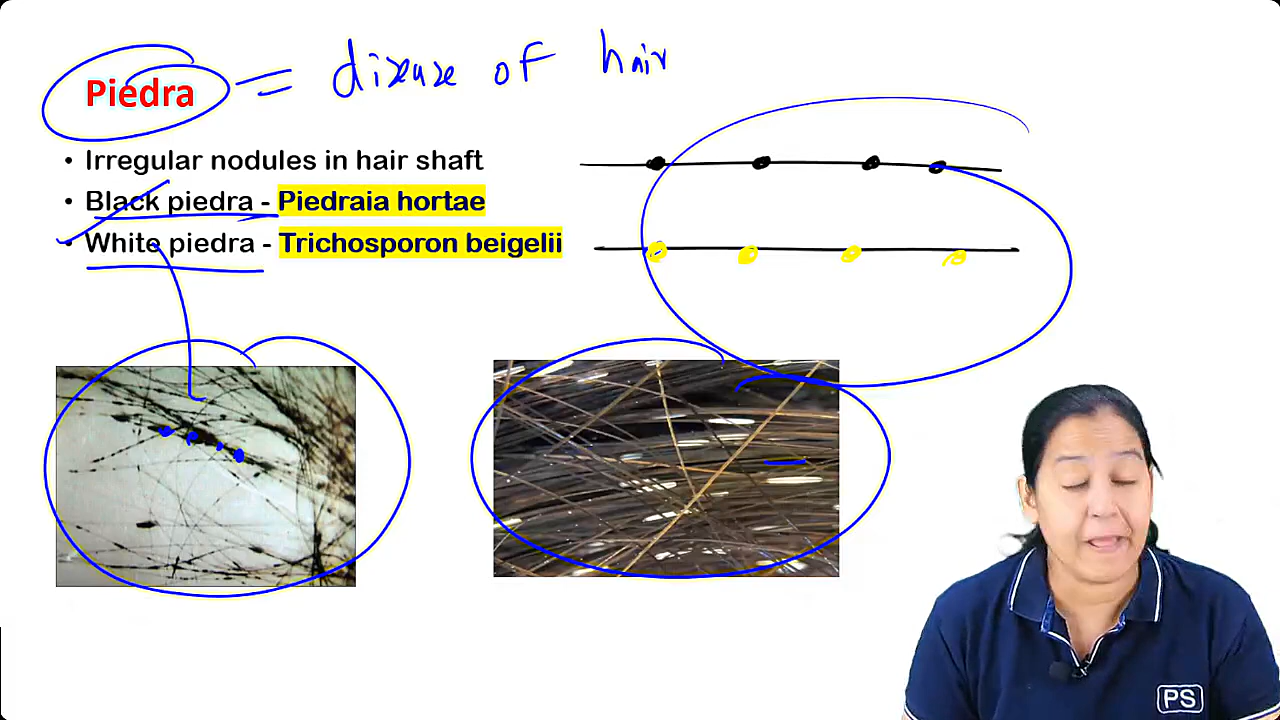 Piedra = disease of hair
• Irregular nodules in hair shaft
• Black piedra - Piedraia hortae
• White piedra - Trichosporon beigelii
PS